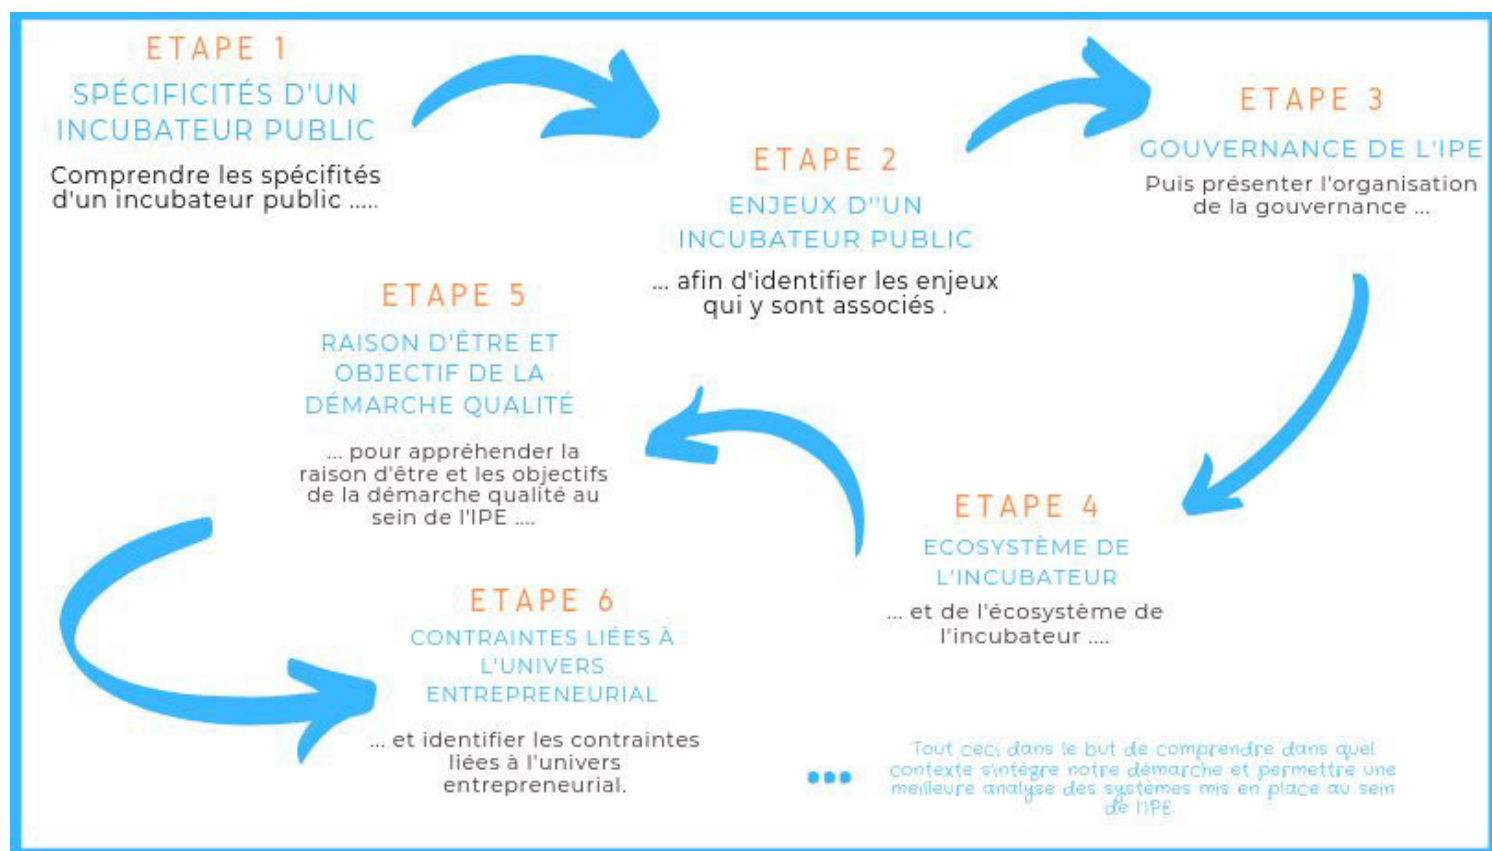 ETAPE 1
SPÉCIFICITÉS D'UN
INCUBATEUR PUBLIC
Comprendre les spécifités
d'un incubateur public .....
ETAPE 2
ENJEUX D''UN
INCUBATEUR PUBLIC
... afin d'identifier les enjeux
qui y sont associés .
ETAPE 3
GOUVERNANCE DE L'IPE
Puis présenter l'organisation
de la gouvernance ...
ETAPE 4
ECOSYSTÈME DE
L'INCUBATEUR
... et de l'écosystème de
l'incubateur ....
ETAPE 5
RAISON D'ÊTRE ET
OBJECTIF DE LA
DÉMARCHE QUALITÉ
... pour appréhender la
raison d'être et les objectifs
de la démarche qualité au
sein de l'IPE ....
ETAPE 6
CONTRAINTES LIÉES À
L'UNIVERS
ENTREPRENEURIAL
... et identifier les contraintes
liées à l'univers
entrepreneurial.
...
Tout ceci dans le but de comprendre dans quel
contexte s'intègre notre démarche et permettre une
meilleure analyse des systèmes mis en place au sein
de l'IPE.